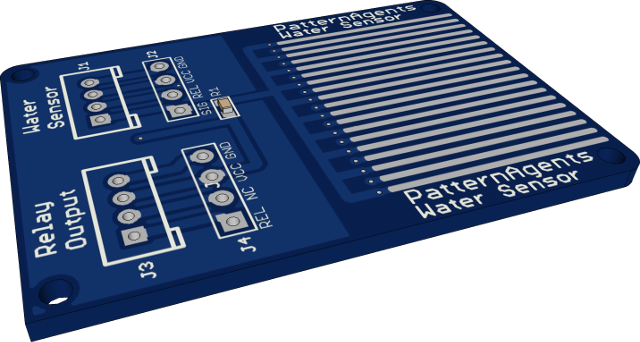 PatternAgents
Water Sensor
J1
J2
Water
Sensor
SIG REL VCC GND
R1
Relay
Output
J3
REL NC VCC GND
J4
PatternAgents
Water Sensor